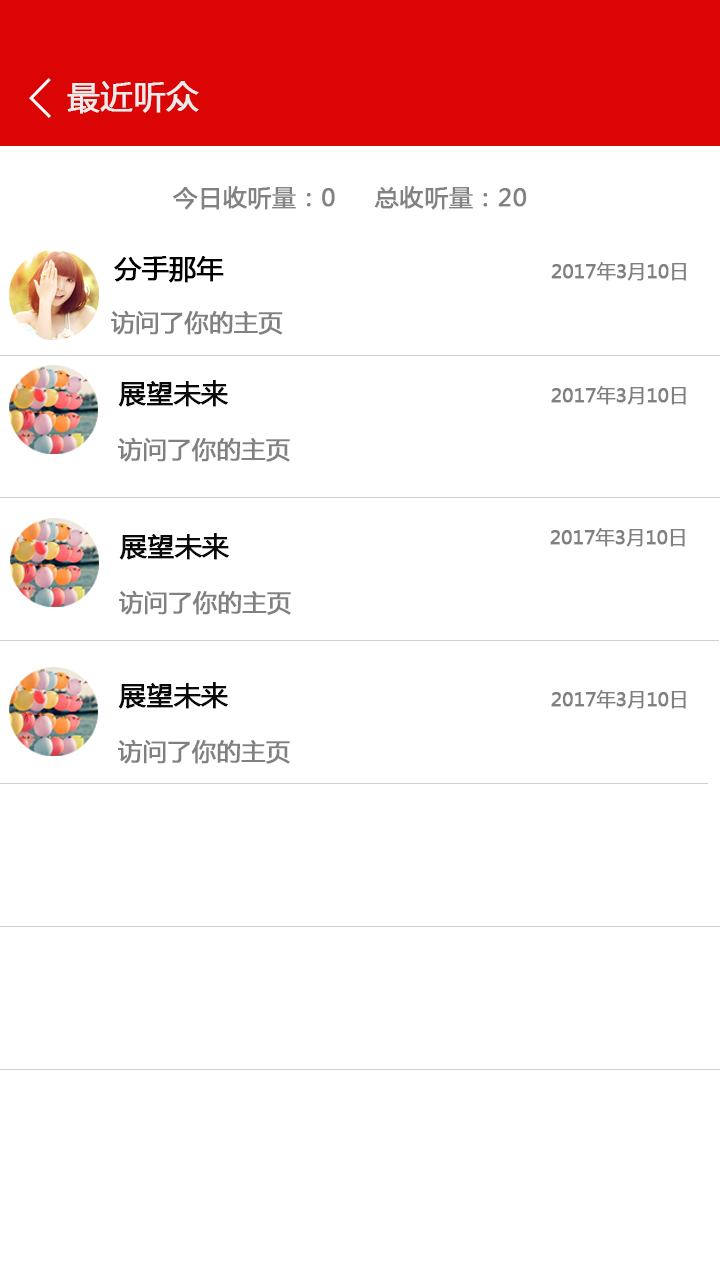 最近听众
今日收听量：0 总收听量：20
分手那年 2017年3月10日
访问了你的主页
展望未来 2017年3月10日
访问了你的主页
展望未来 2017年3月10日
访问了你的主页
展望未来 2017年3月10日
访问了你的主页